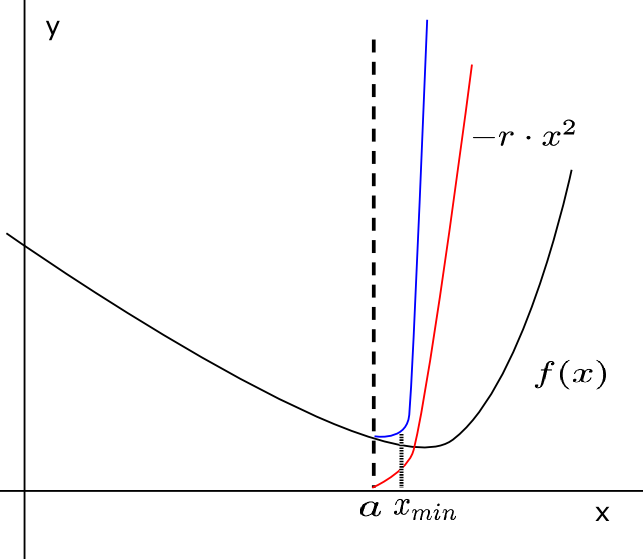 y
−r · x²
f(x)
a x_min
x